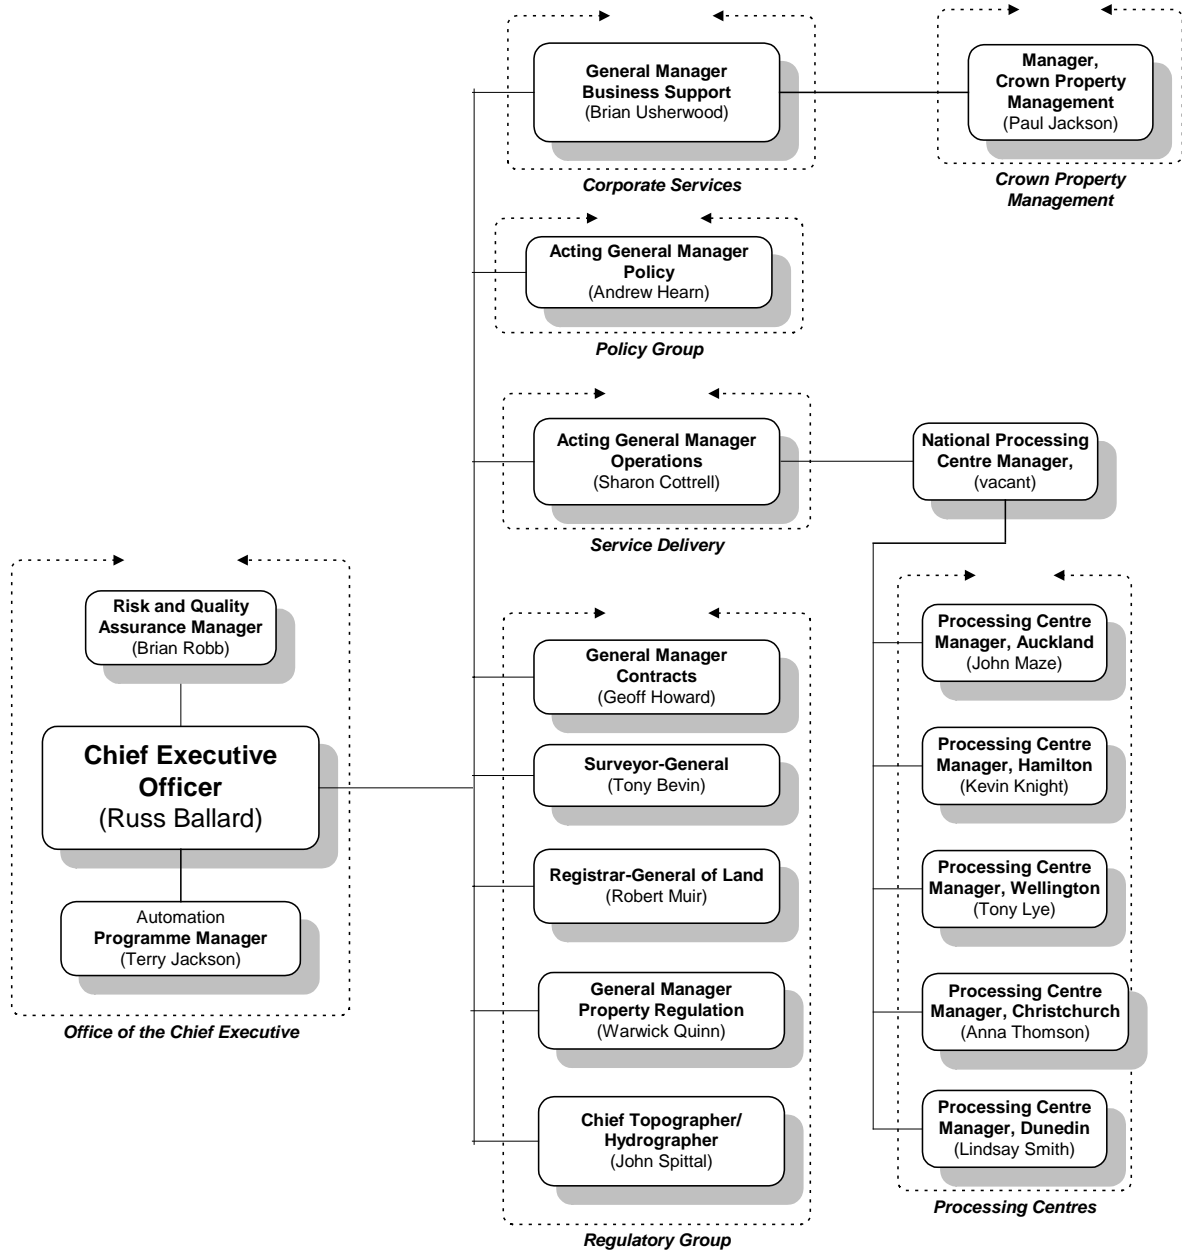 General Manager
Business Support
(Brian Usherwood)
Corporate Services
Manager,
Crown Property
Management
(Paul Jackson)
Crown Property
Management
Acting General Manager
Policy
(Andrew Hearn)
Policy Group
Acting General Manager
Operations
(Sharon Cottrell)
Service Delivery
National Processing
Centre Manager,
(vacant)
Risk and Quality
Assurance Manager
(Brian Robb)
Chief Executive
Officer
(Russ Ballard)
Automation
Programme Manager
(Terry Jackson)
Office of the Chief Executive
General Manager
Contracts
(Geoff Howard)
Surveyor-General
(Tony Bevin)
Registrar-General of Land
(Robert Muir)
General Manager
Property Regulation
(Warwick Quinn)
Chief Topographer/
Hydrographer
(John Spittal)
Regulatory Group
Processing Centre
Manager, Auckland
(John Maze)
Processing Centre
Manager, Hamilton
(Kevin Knight)
Processing Centre
Manager, Wellington
(Tony Lye)
Processing Centre
Manager, Christchurch
(Anna Thomson)
Processing Centre
Manager, Dunedin
(Lindsay Smith)
Processing Centres